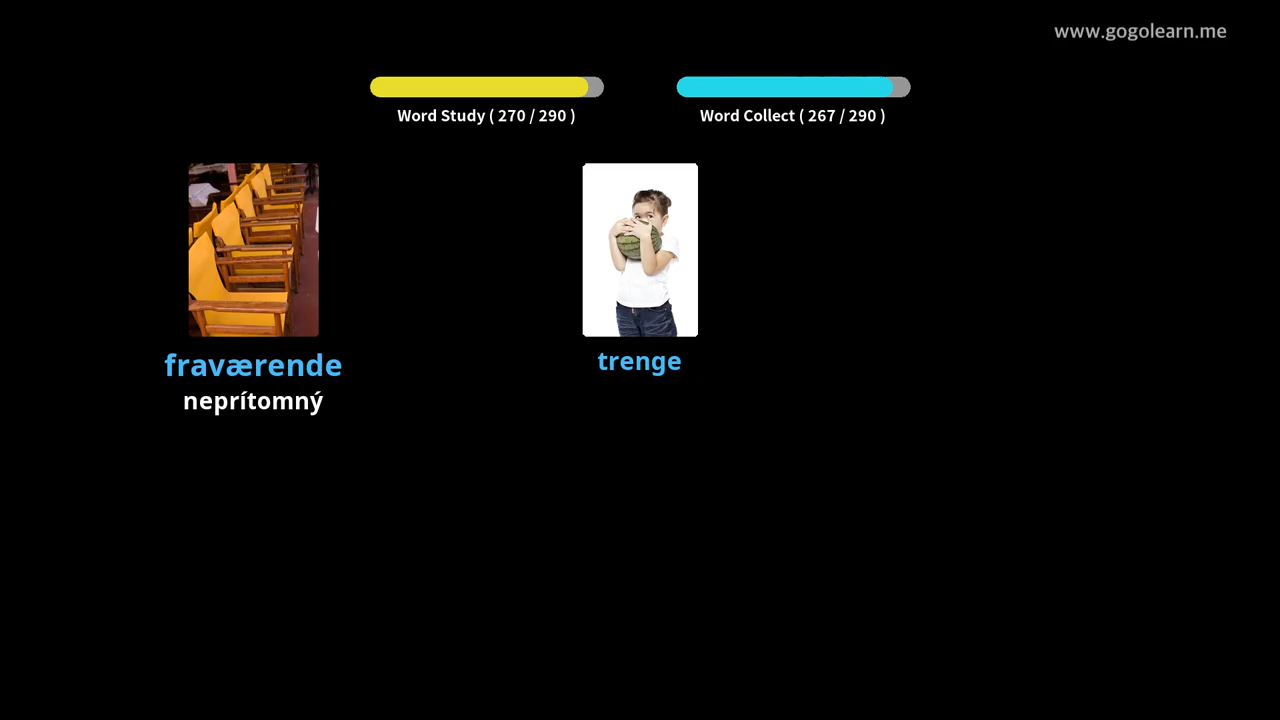 www.gogolearn.me
Word Study ( 270 / 290 )
Word Collect ( 267 / 290 )
fraværende
neprítomný
trenge